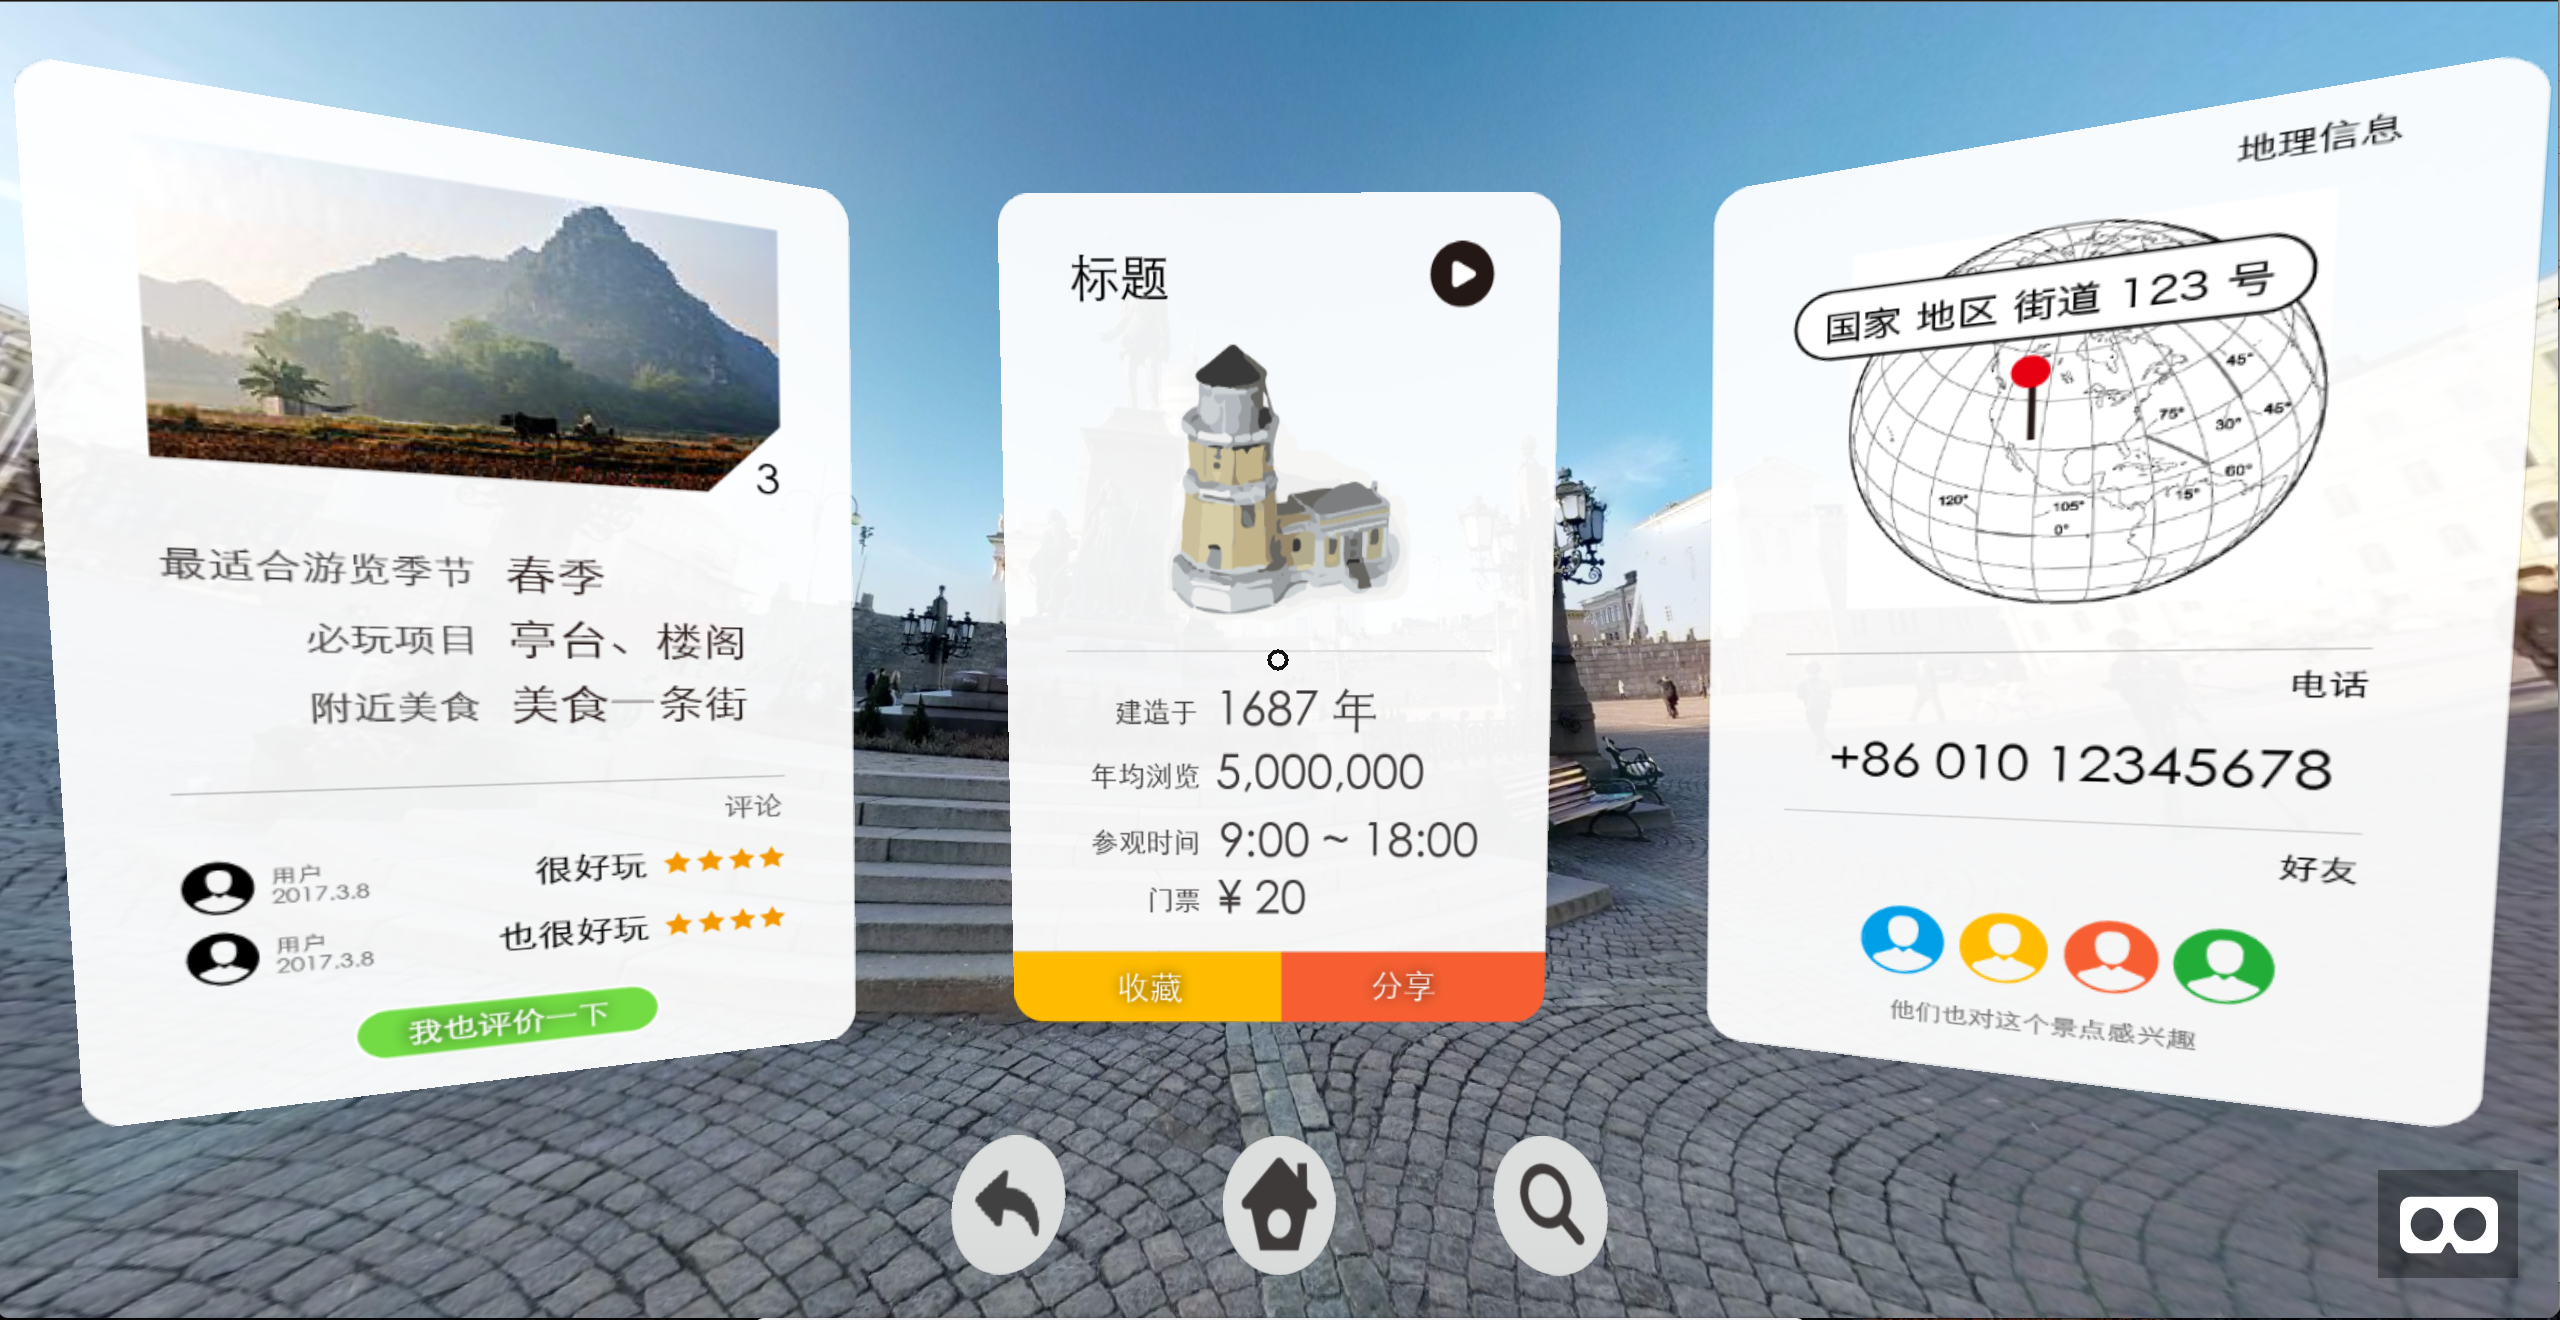 3
最适合游览季节 春季
必玩项目 亭台、楼阁
附近美食 美食一条街
评论
用户
2017.3.8
很好玩
用户
2017.3.8
也很好玩
我也评价一下
标题
建造于 1687 年
年均浏览 5,000,000
参观时间 9:00 ~ 18:00
门票 ¥ 20
收藏
分享
地理信息
国家 地区 街道 123 号
45°
75° 30° 45°
60°
120° 105° 15°
0°
电话
+86 010 12345678
好友
他们也对这个景点感兴趣